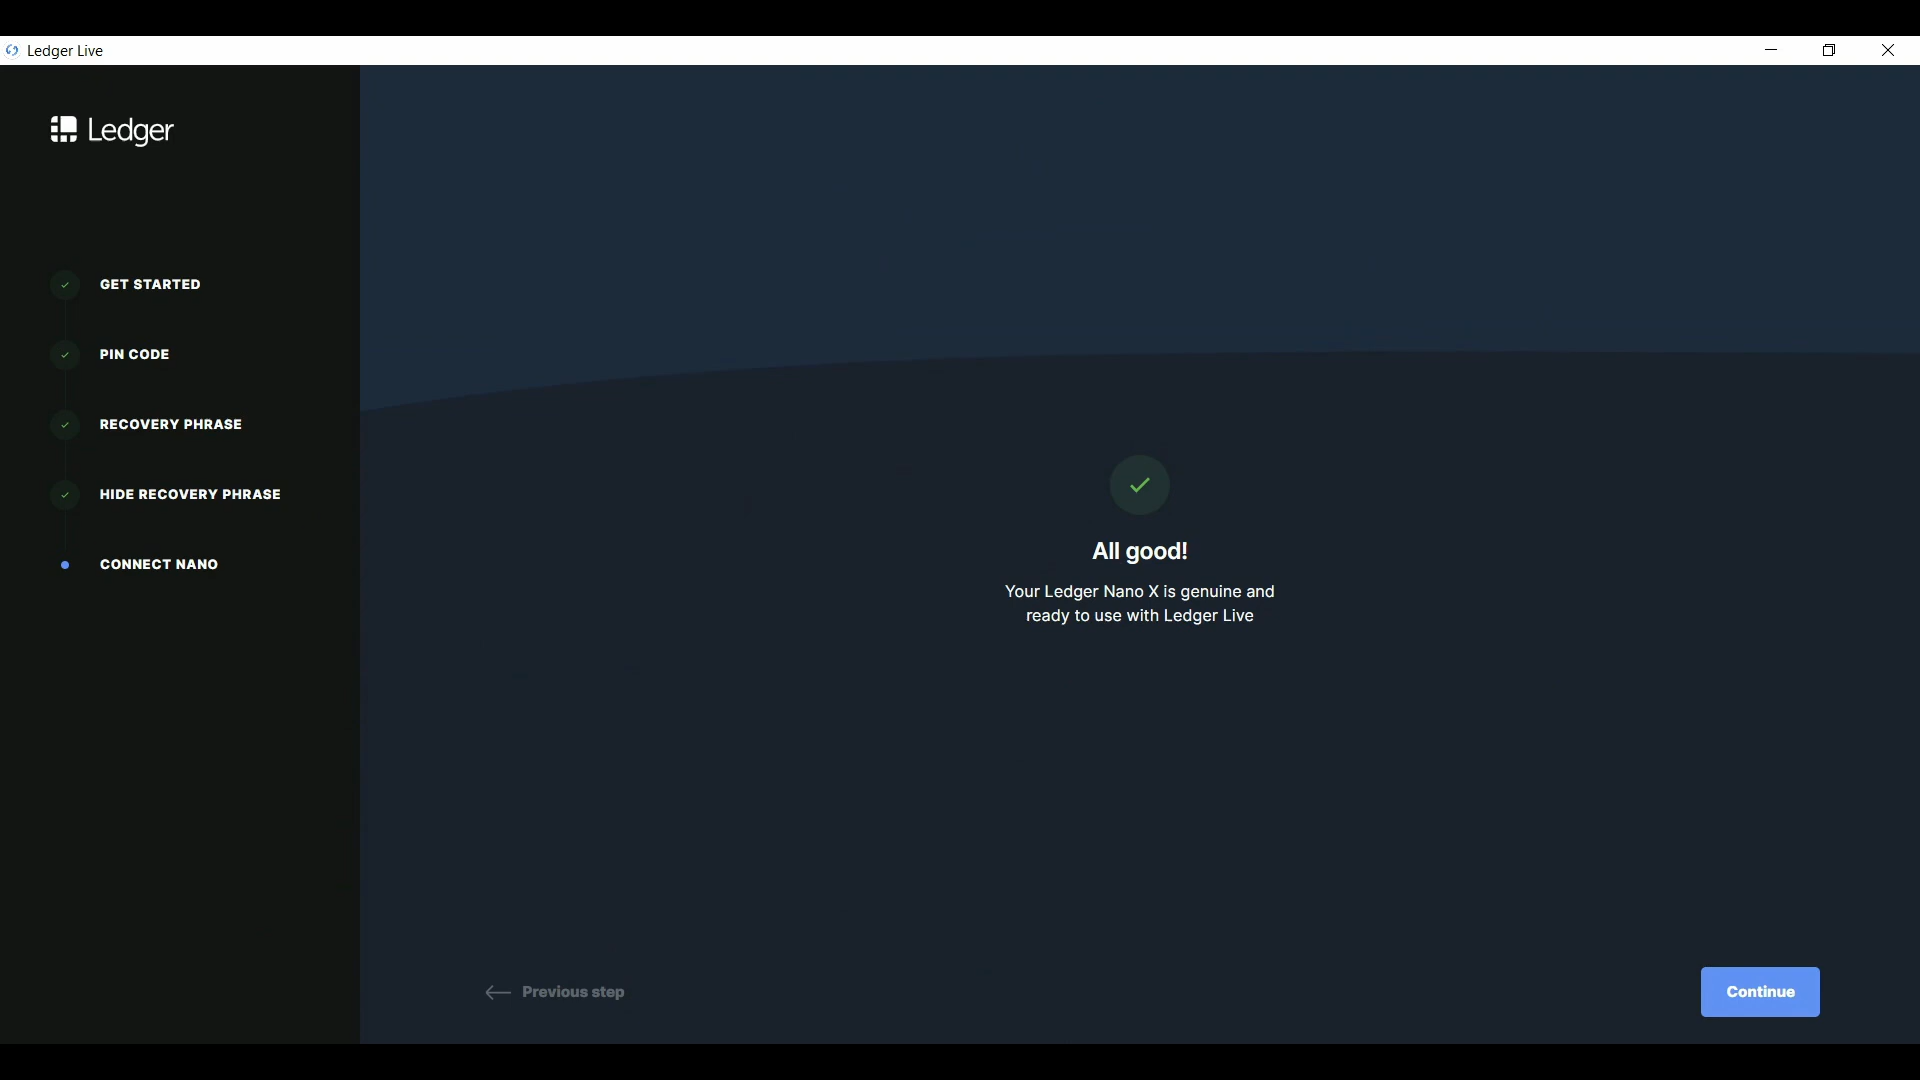 Ledger Live
Ledger
GET STARTED
PIN CODE
RECOVERY PHRASE
HIDE RECOVERY PHRASE
CONNECT NANO
All good!
Your Ledger Nano X is genuine and
ready to use with Ledger Live
Previous step
Continue